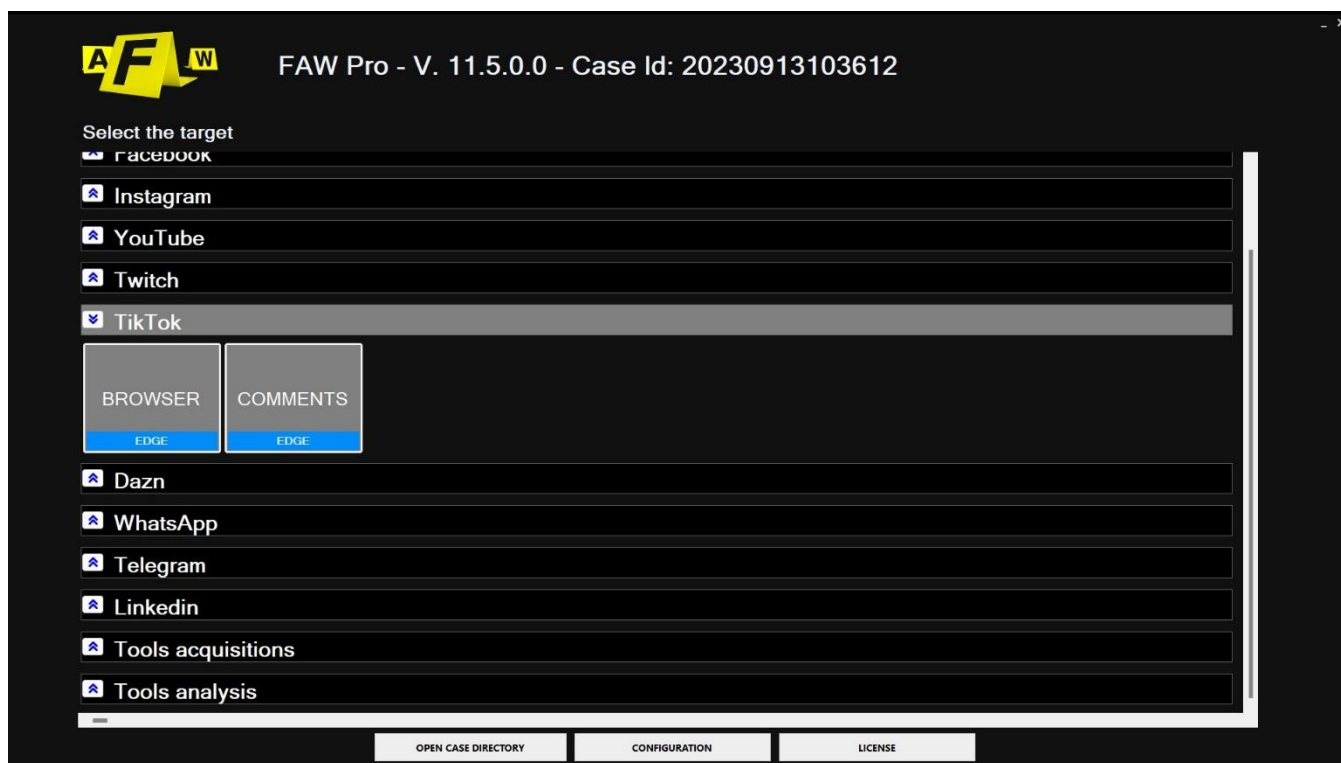 A F W
FAW Pro - V. 11.5.0.0 - Case Id: 20230913103612
Select the target
Facebook
Instagram
YouTube
Twitch
TikTok
BROWSER COMMENTS
EDGE EDGE
Dazn
WhatsApp
Telegram
Linkedin
Tools acquisitions
Tools analysis
OPEN CASE DIRECTORY CONFIGURATION LICENSE